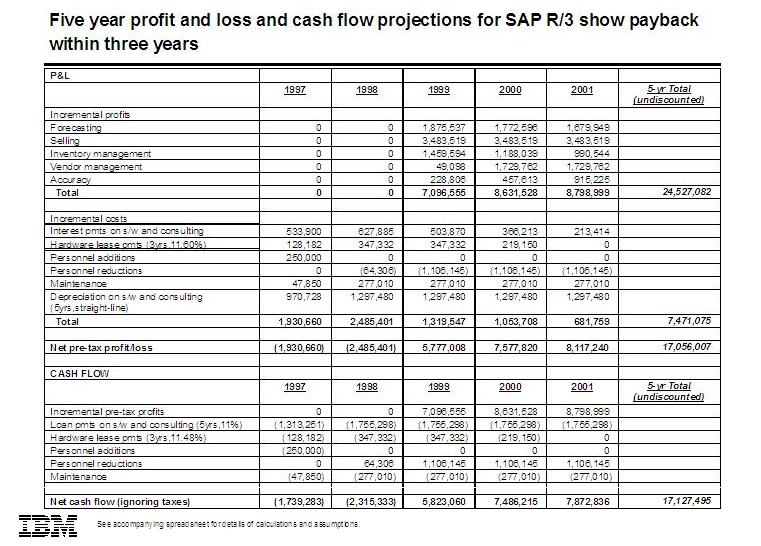 Five year profit and loss and cash flow projections for SAP R/3 show payback
within three years
P&L
1997 1998 1999 2000 2001 5-yr Total
(undiscounted)
Incremental profits
Forecasting 0 0 1,875,537 1,772,596 1,679,949
Selling 0 0 3,483,519 3,483,519 3,483,519
Inventory management 0 0 1,459,594 1,188,039 990,544
Vendor management 0 0 49,098 1,729,762 1,729,762
Accuracy 0 0 228,806 457,613 915,225
Total 0 0 7,096,555 8,631,528 8,798,999 24,527,082
Incremental costs
Interest pmts on s/w and consulting 533,900 627,885 503,870 366,213 213,414
Hardware lease pmts (3yrs,11.60%) 128,182 347,332 347,332 219,150 0
Personnel additions 250,000 0 0 0 0
Personnel reductions 0 (64,306) (1,106,145) (1,106,145) (1,106,145)
Maintenance 47,850 277,010 277,010 277,010 277,010
Depreciation on s/w and consulting 970,728 1,297,480 1,297,480 1,297,480 1,297,480
(5yrs,straight-line)
Total 1,930,660 2,485,401 1,319,547 1,053,708 681,759 7,471,075
Net pre-tax profit/loss (1,930,660) (2,485,401) 5,777,008 7,577,820 8,117,240 17,056,007
CASH FLOW
1997 1998 1999 2000 2001 5-yr Total
(undiscounted)
Incremental pre-tax profits 0 0 7,096,555 8,631,528 8,798,999
Loan pmts on s/w and consulting (5yrs,11%) (1,313,251) (1,755,298) (1,755,298) (1,755,298) (1,755,298)
Hardware lease pmts (3yrs,11.48%) (128,182) (347,332) (347,332) (219,150) 0
Personnel additions (250,000) 0 0 0 0
Personnel reductions 0 64,306 1,106,145 1,106,145 1,106,145
Maintenance (47,850) (277,010) (277,010) (277,010) (277,010)
Net cash flow (ignoring taxes) (1,739,283) (2,315,333) 5,823,060 7,486,215 7,872,836 17,127,495
IBM
See accompanying spreadsheet for details of calculations and assumptions.